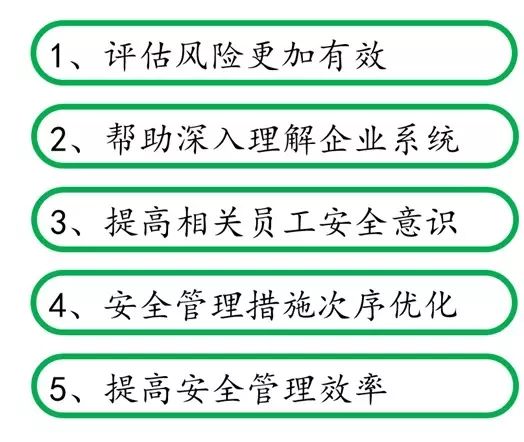 1、评估风险更加有效
2、帮助深入理解企业系统
3、提高相关员工安全意识
4、安全管理措施次序优化
5、提高安全管理效率